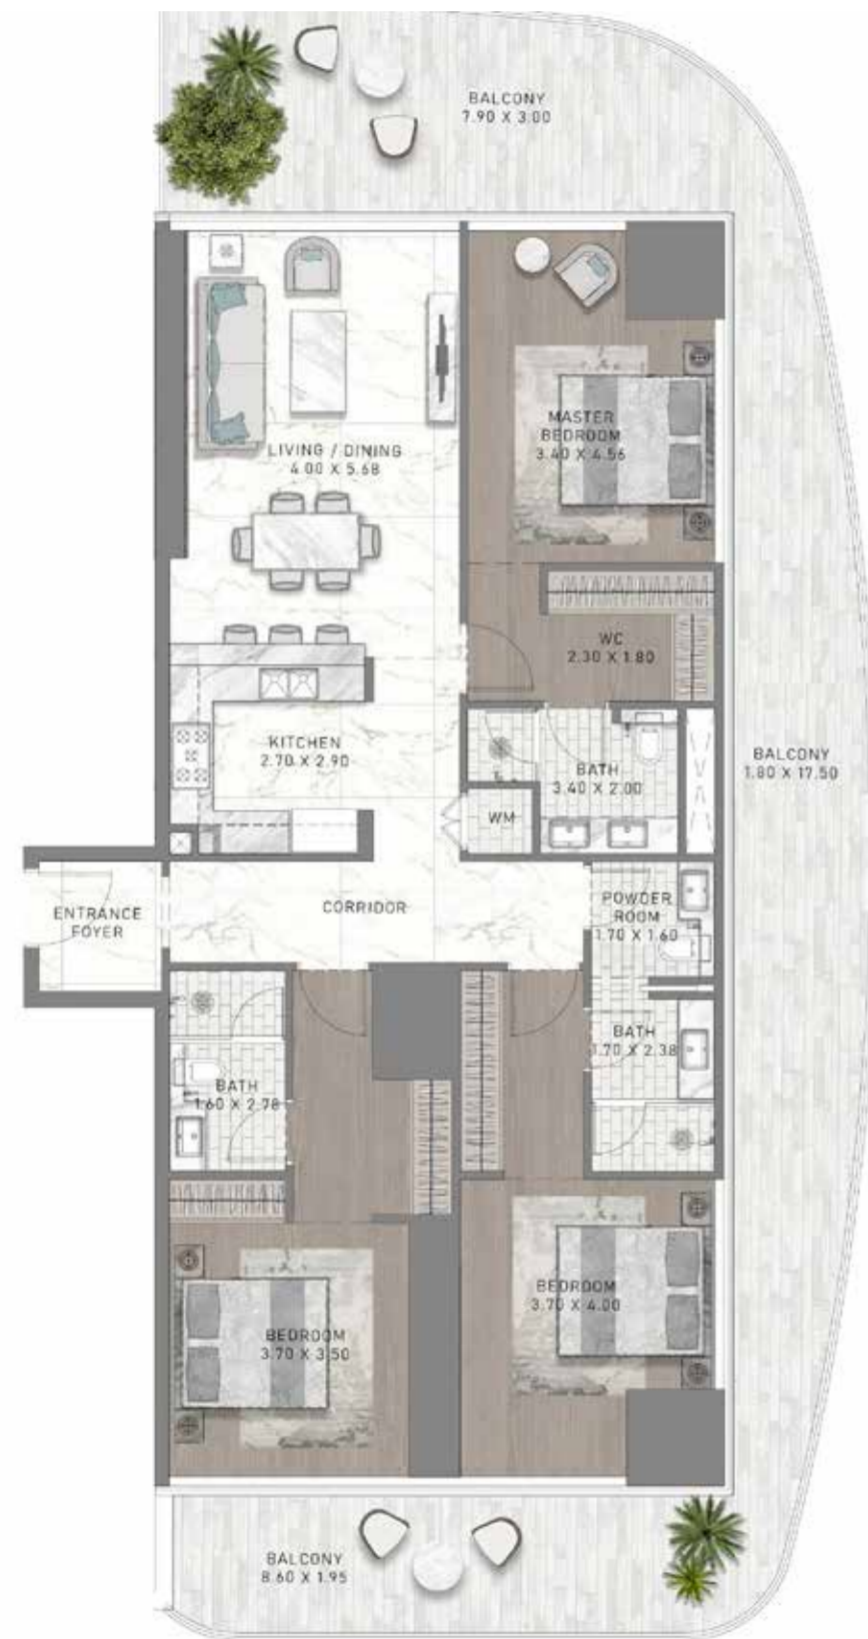 BALCONY
7.90 X 3.00
MASTER
BEDROOM
3.40 X 4.56
LIVING / DINING
4.00 X 5.68
WC
2.30 X 1.80
KITCHEN
2.70 X 2.90
BATH
3.40 X 2.00
BALCONY
1.80 X 17.50
WM
ENTRANCE
FOYER
CORRIDOR
POWDER
ROOM
1.70 X 1.60
BATH
1.70 X 2.38
BATH
1.60 X 2.78
BEDROOM
3.70 X 4.00
BEDROOM
3.70 X 3.50
BALCONY
8.60 X 1.95